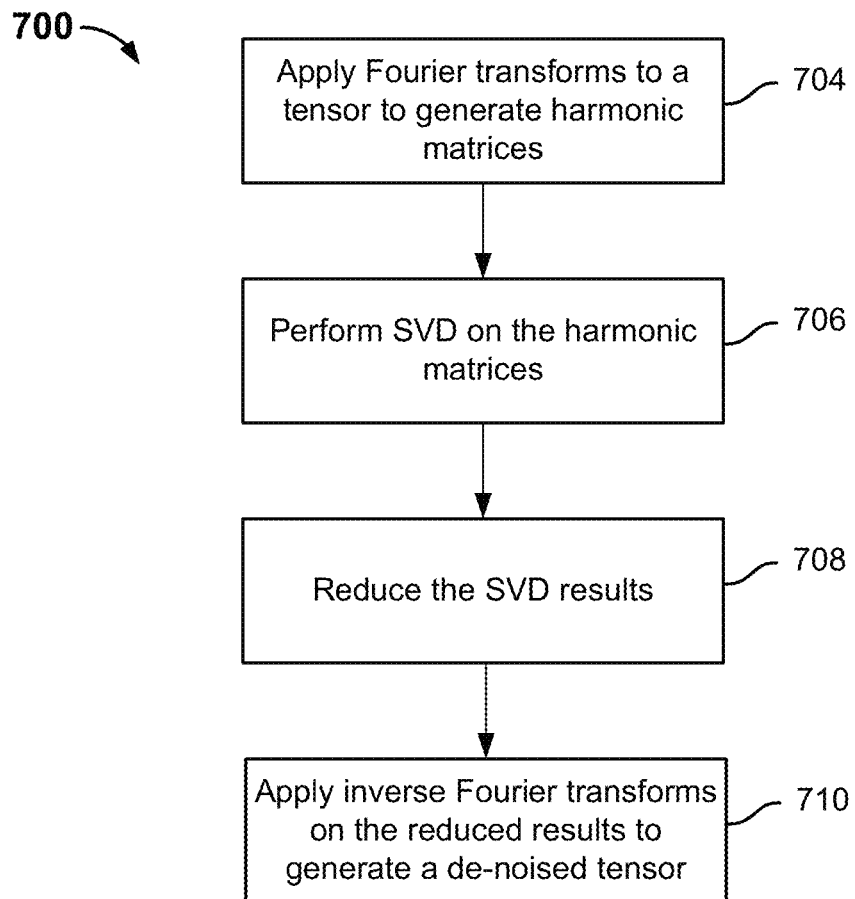 700
Apply Fourier transforms to a
tensor to generate harmonic
matrices
704
Perform SVD on the harmonic
matrices
706
Reduce the SVD results
708
Apply inverse Fourier transforms
on the reduced results to
generate a de-noised tensor
710